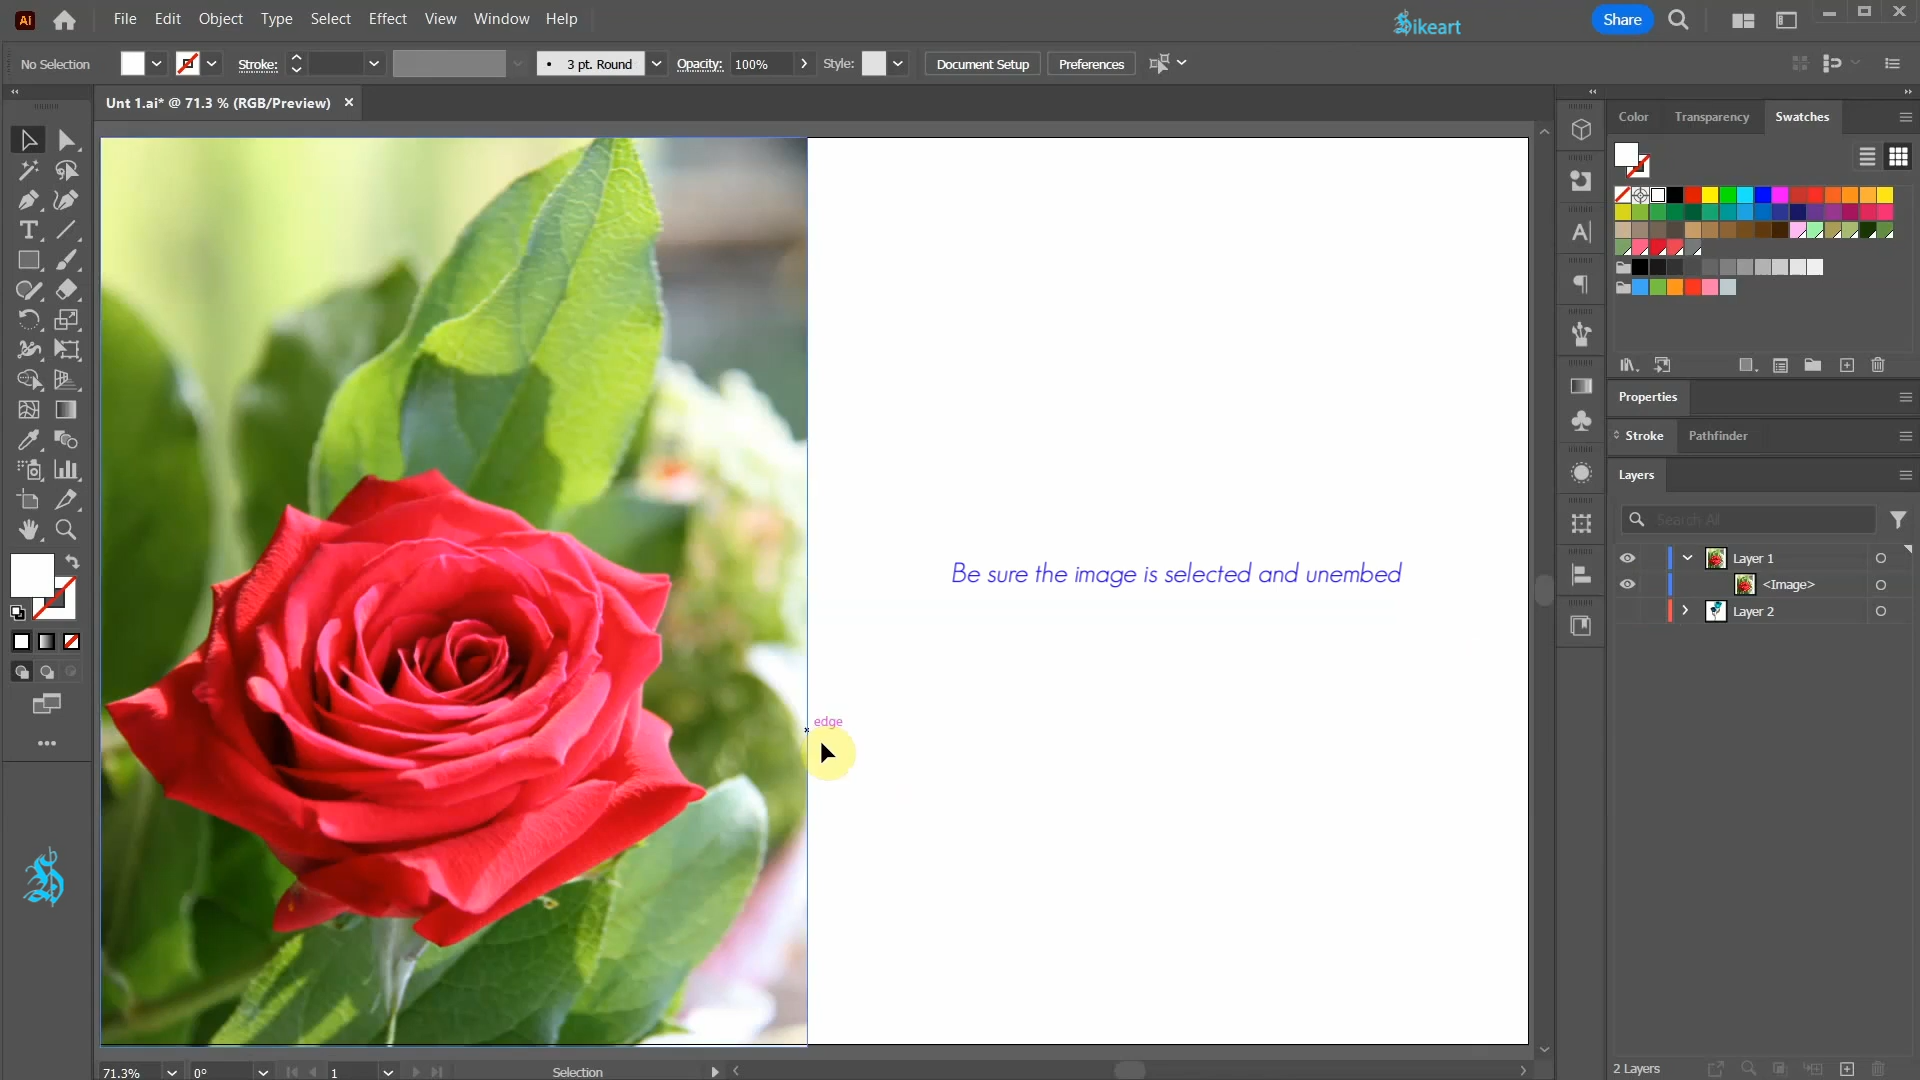 File Edit Object Type Select Effect View Window Help
Sikeart
Share
No Selection
Stroke:
3 pt. Round
Opacity: 100%
Style:
Document Setup
Preferences
Unt 1.ai* @ 71.3 % (RGB/Preview)
Color Transparency Swatches
Properties
Stroke Pathfinder
Layers
Search All
Layer 1
<Image>
Layer 2
Be sure the image is selected and unembed
edge
71.3%
0°
1
Selection
2 Layers